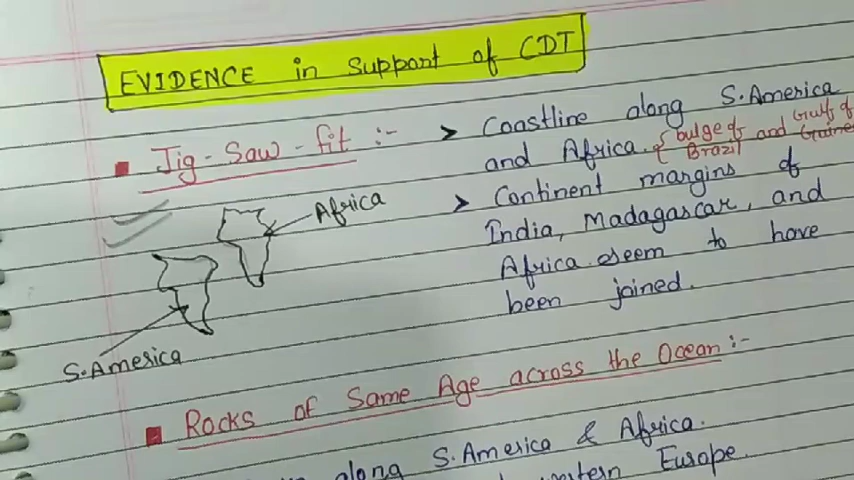 EVIDENCE in Support of CDT
Jig-Saw-fit :- > Coastline along S.America
and Africa. { bulge of Brazil and Gulf of
> Continent margins of
India, Madagascar, and
Africa seem to have
been joined.
Africa
S.America
Rocks of Same Age across the Ocean :-
along S.America & Africa.
Europe.